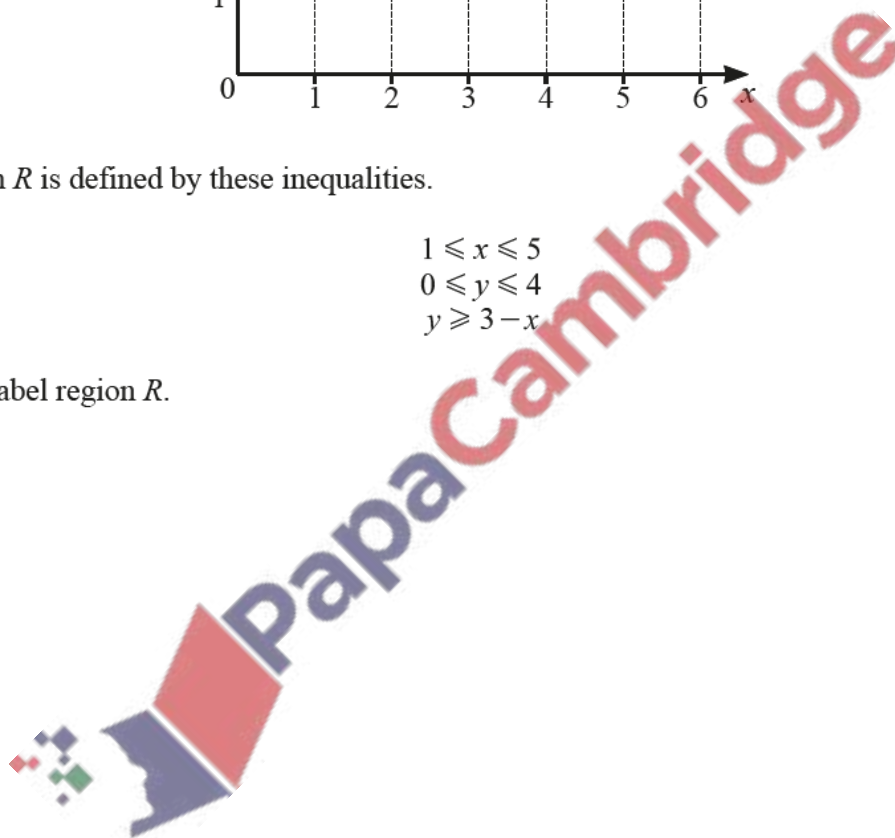 0
1 2 3 4 5 6 x
R is defined by these inequalities.
1 ⩽ x ⩽ 5
0 ⩽ y ⩽ 4
y ⩾ 3 − x
abel region R.
PapaCambridge